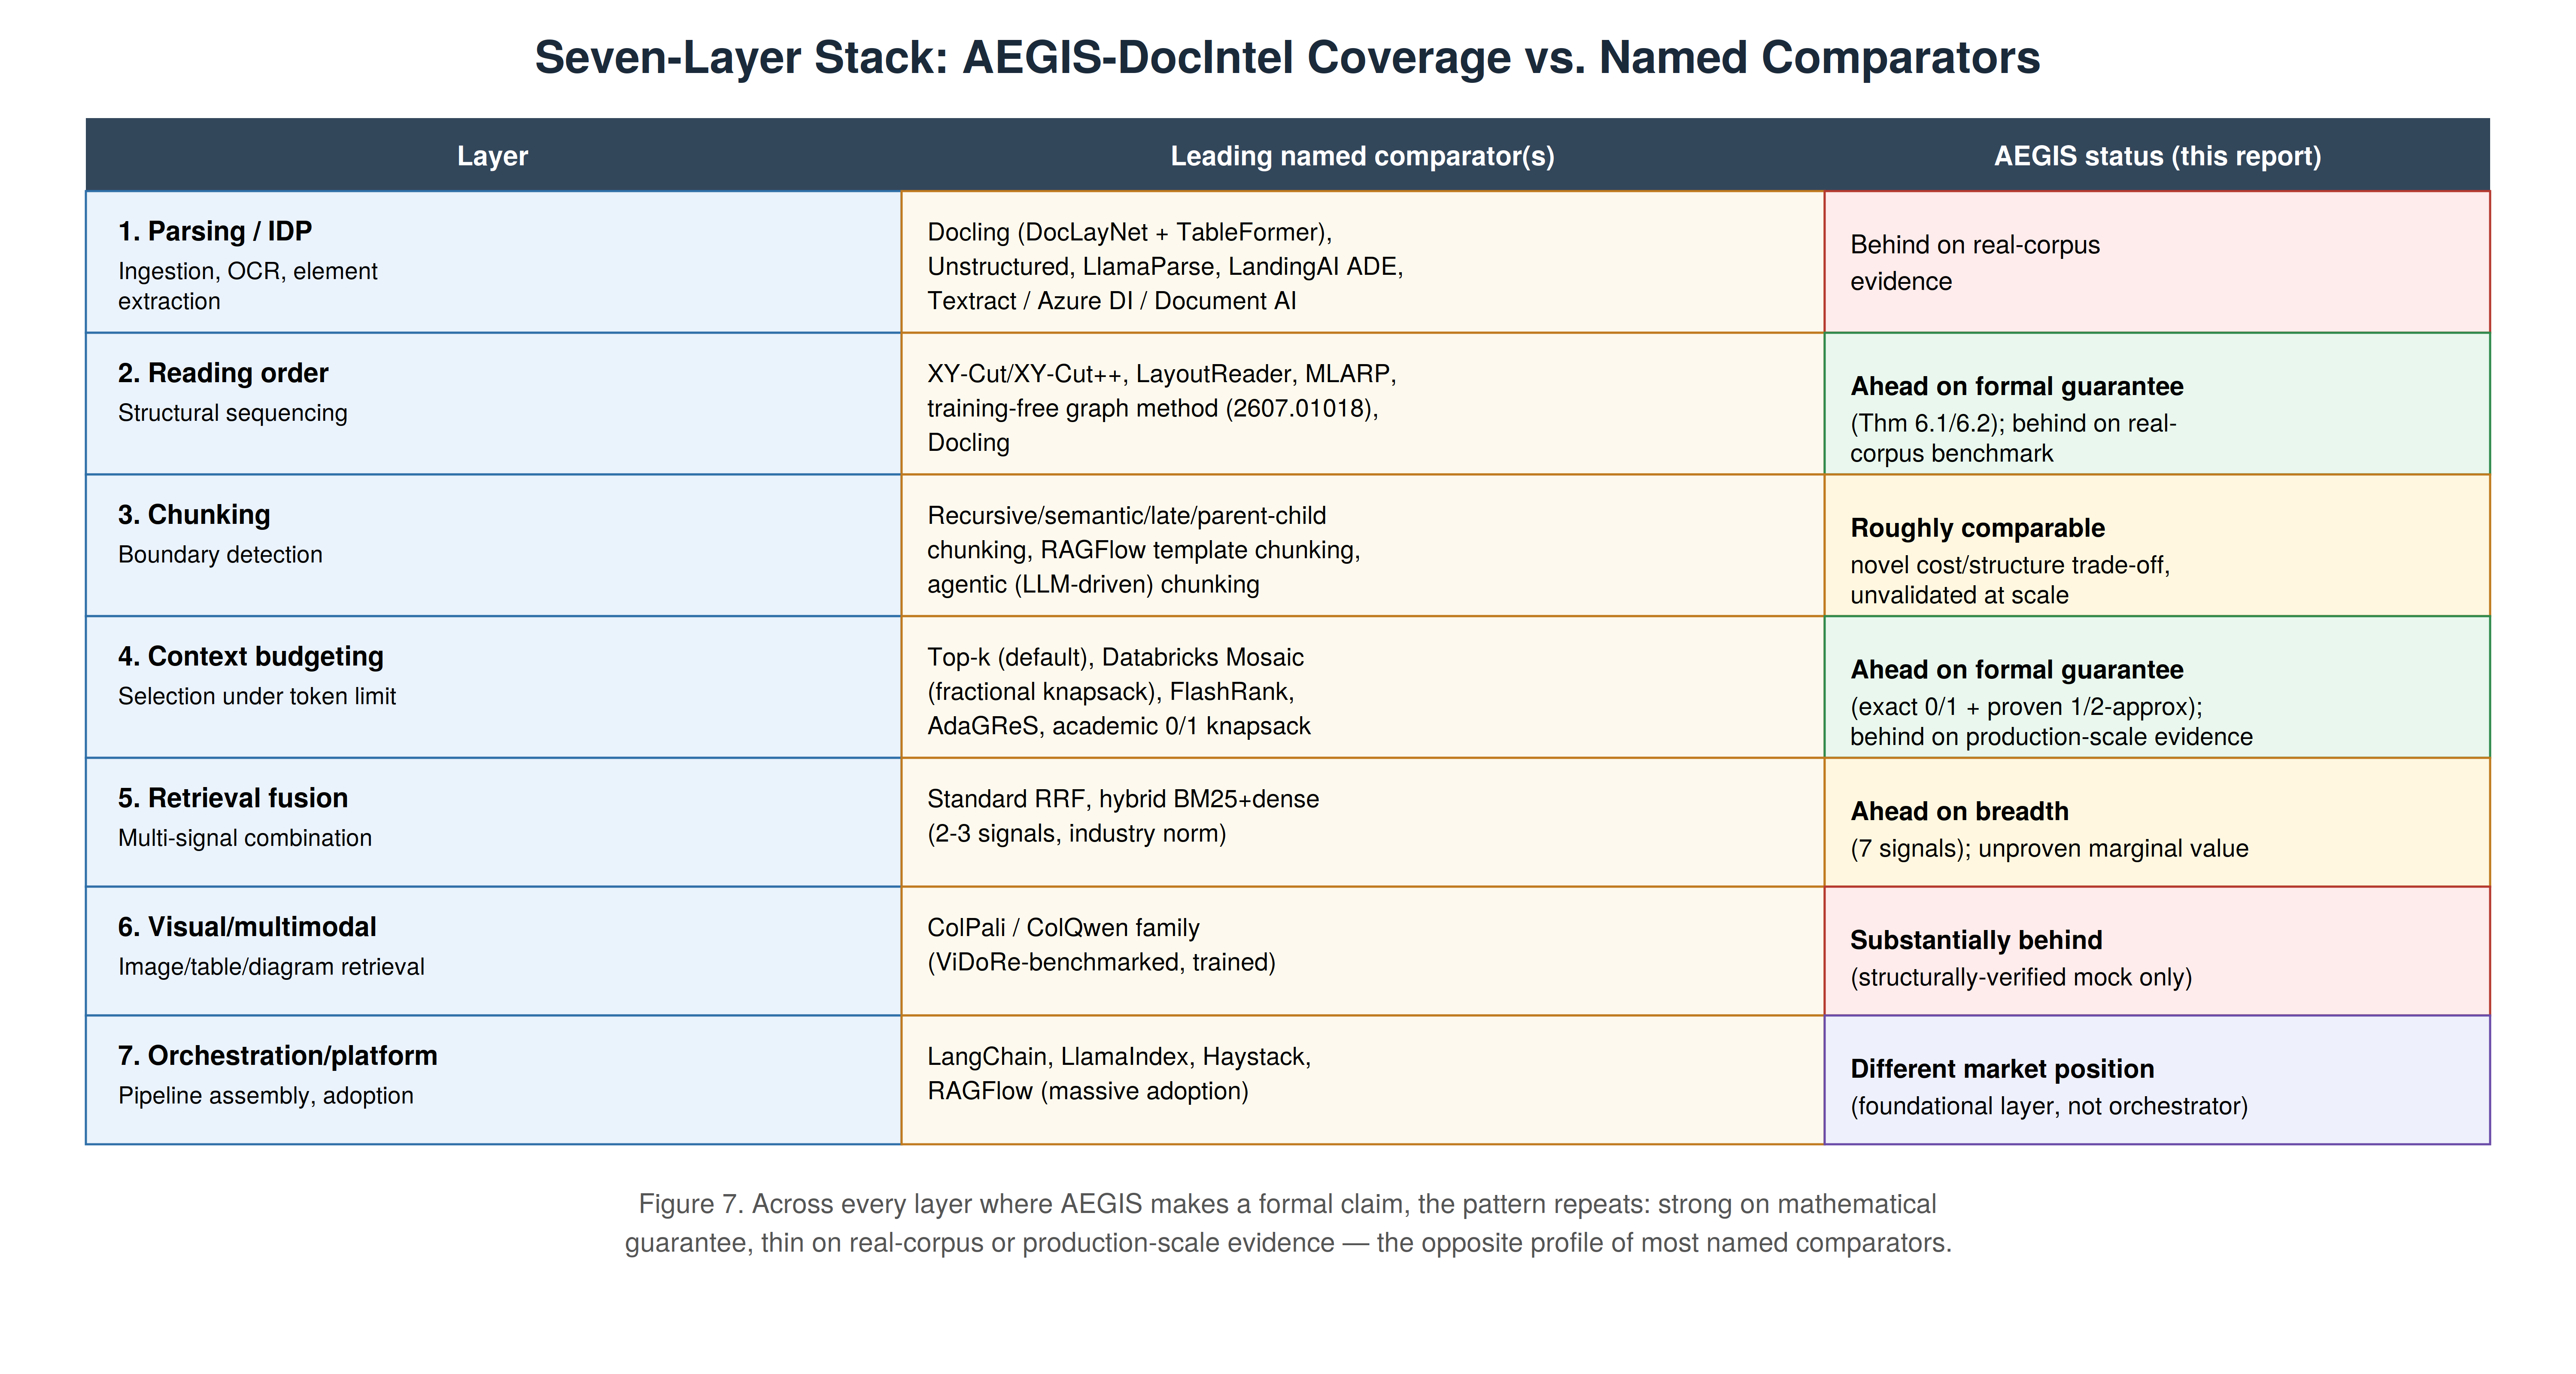 Seven-Layer Stack: AEGIS-DocIntel Coverage vs. Named Comparators
Layer
Leading named comparator(s)
AEGIS status (this report)
1. Parsing / IDP
Ingestion, OCR, element
extraction
Docling (DocLayNet + TableFormer),
Unstructured, LlamaParse, LandingAI ADE,
Textract / Azure DI / Document AI
Behind on real-corpus
evidence
2. Reading order
Structural sequencing
XY-Cut/XY-Cut++, LayoutReader, MLARP,
training-free graph method (2607.01018),
Docling
Ahead on formal guarantee
(Thm 6.1/6.2); behind on real-
corpus benchmark
3. Chunking
Boundary detection
Recursive/semantic/late/parent-child
chunking, RAGFlow template chunking,
agentic (LLM-driven) chunking
Roughly comparable
novel cost/structure trade-off,
unvalidated at scale
4. Context budgeting
Selection under token limit
Top-k (default), Databricks Mosaic
(fractional knapsack), FlashRank,
AdaGReS, academic 0/1 knapsack
Ahead on formal guarantee
(exact 0/1 + proven 1/2-approx);
behind on production-scale evidence
5. Retrieval fusion
Multi-signal combination
Standard RRF, hybrid BM25+dense
(2-3 signals, industry norm)
Ahead on breadth
(7 signals); unproven marginal value
6. Visual/multimodal
Image/table/diagram retrieval
ColPali / ColQwen family
(ViDoRe-benchmarked, trained)
Substantially behind
(structurally-verified mock only)
7. Orchestration/platform
Pipeline assembly, adoption
LangChain, LlamaIndex, Haystack,
RAGFlow (massive adoption)
Different market position
(foundational layer, not orchestrator)
Figure 7. Across every layer where AEGIS makes a formal claim, the pattern repeats: strong on mathematical
guarantee, thin on real-corpus or production-scale evidence — the opposite profile of most named comparators.